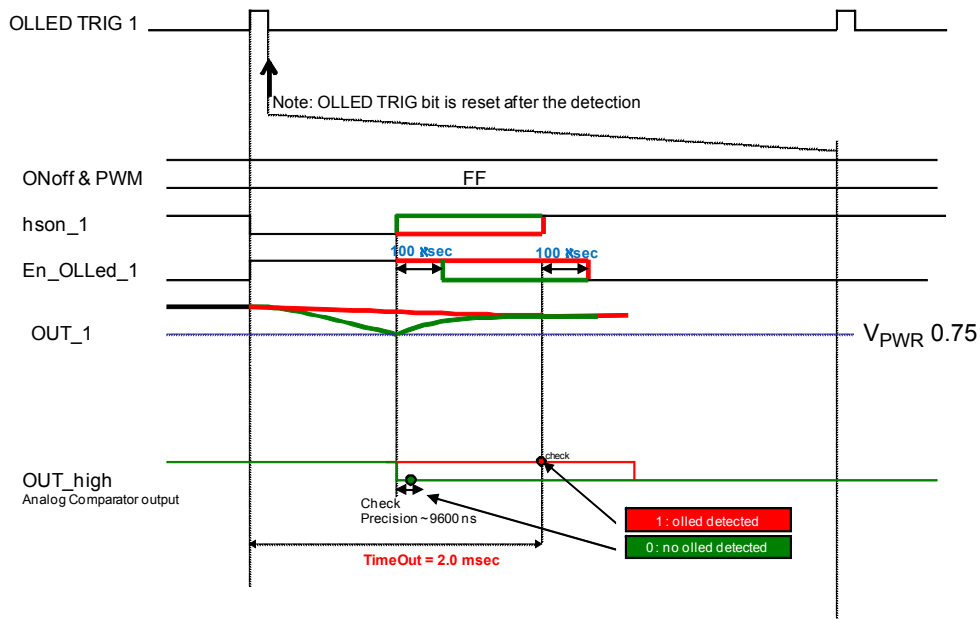 OLLED TRIG 1
Note: OLLED TRIG bit is reset after the detection
ONoff & PWM
FF
hson_1
100 sec
100 sec
En_OLLed_1
OUT_1
VPWR 0.75
check
OUT_high
Analog Comparator output
Check
Precision ~9600 ns
1 : olled detected
0 : no olled detected
TimeOut = 2.0 msec